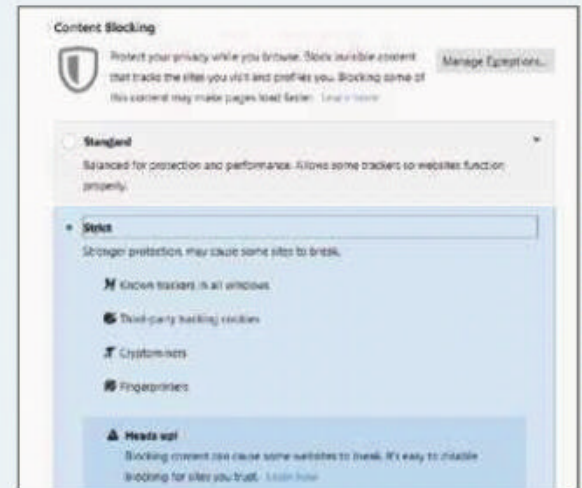 Content Blocking
Protect your privacy while you browse. Block invisible content
that tracks the sites you visit and profiles you. Blocking some of
this content may make pages load faster. Learn more
Manage Exceptions...
Standard
Balanced for protection and performance. Allows some trackers so websites function
properly.
Strict
Stronger protection, may cause some sites to break.
Known trackers in all windows
Third-party tracking cookies
Cryptominers
Fingerprinters
Heads up!
Blocking content can cause some websites to break. It's easy to disable
blocking for sites you trust. Learn how